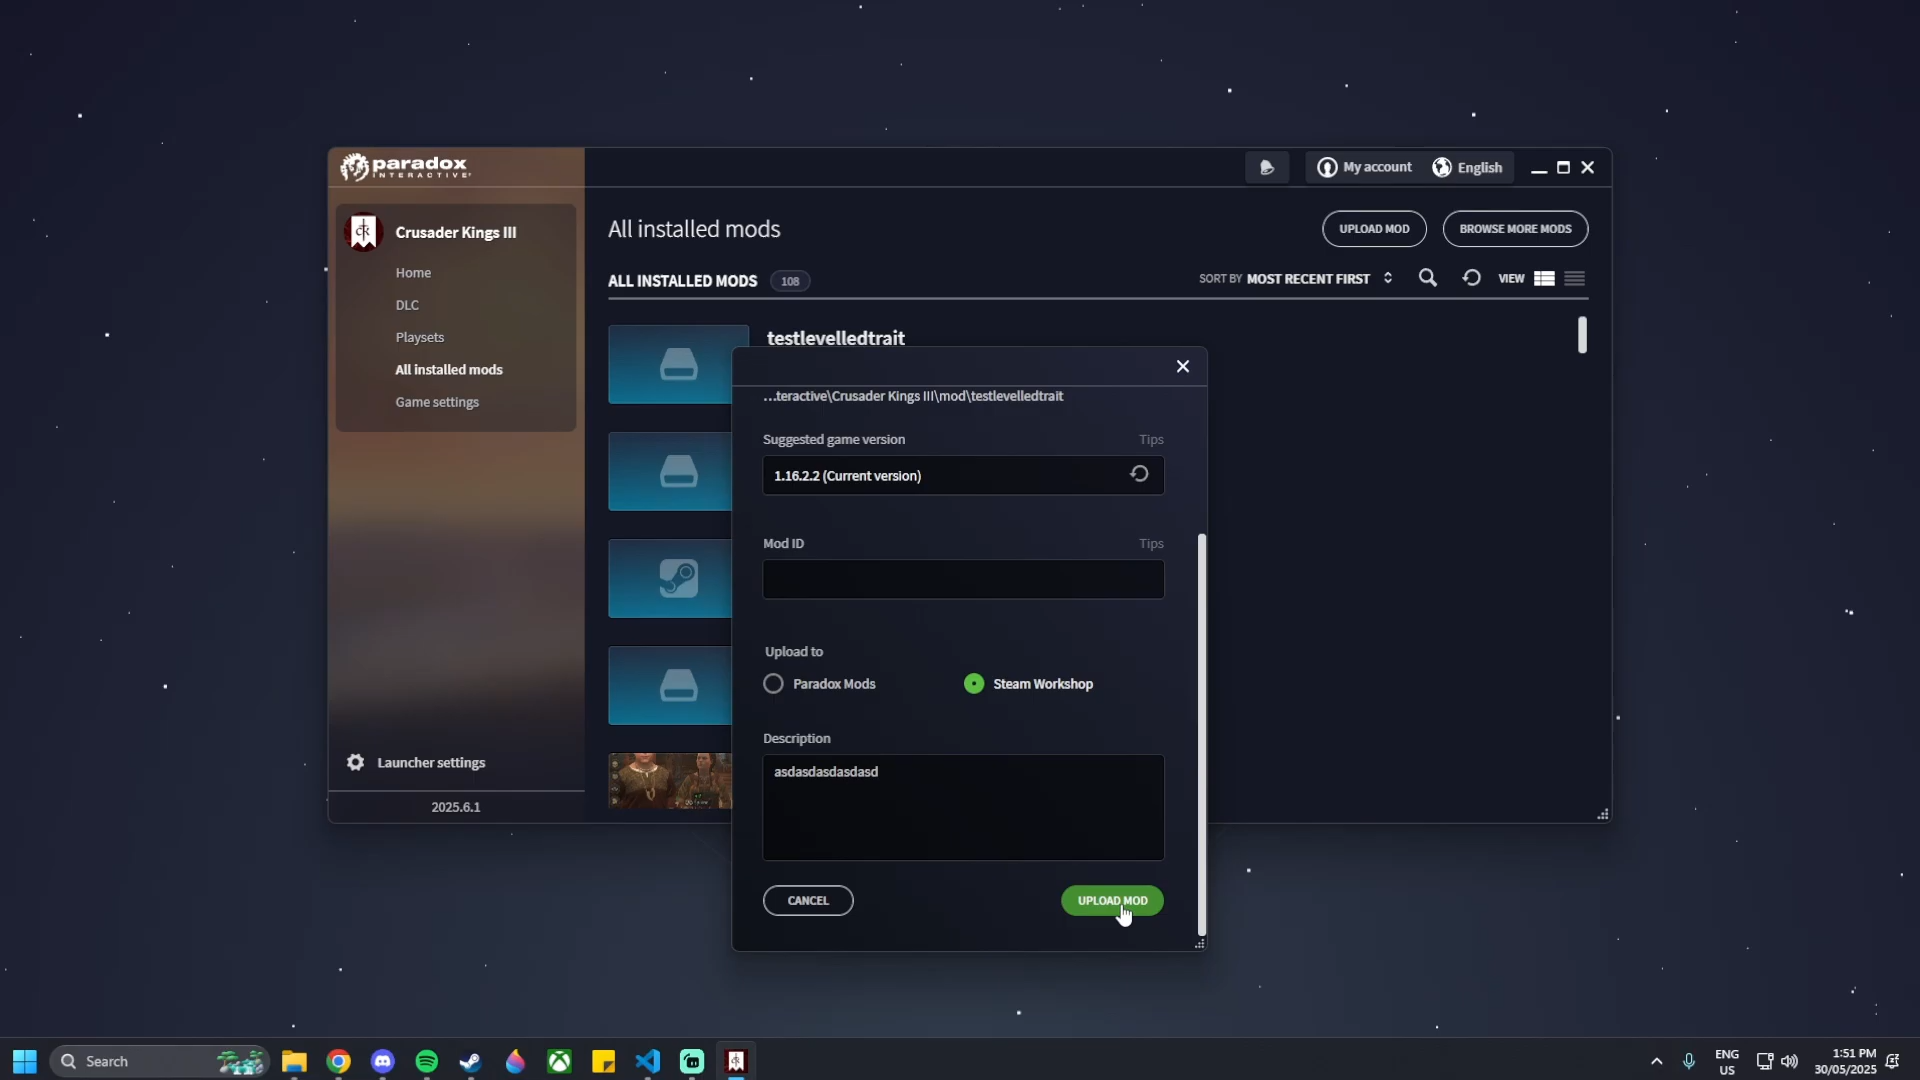 paradox
INTERACTIVE
My account
English
Crusader Kings III
Home
DLC
Playsets
All installed mods
Game settings
Launcher settings
2025.6.1
All installed mods
UPLOAD MOD
BROWSE MORE MODS
ALL INSTALLED MODS 108
SORT BY MOST RECENT FIRST
VIEW
testlevelledtrait
...teractive\Crusader Kings III\mod\testlevelledtrait
Suggested game version Tips
1.16.2.2 (Current version)
Mod ID Tips
Upload to
Paradox Mods Steam Workshop
Description
asdasdasdasdasd
CANCEL UPLOAD MOD
Search
ENG
US
1:51 PM
30/05/2025